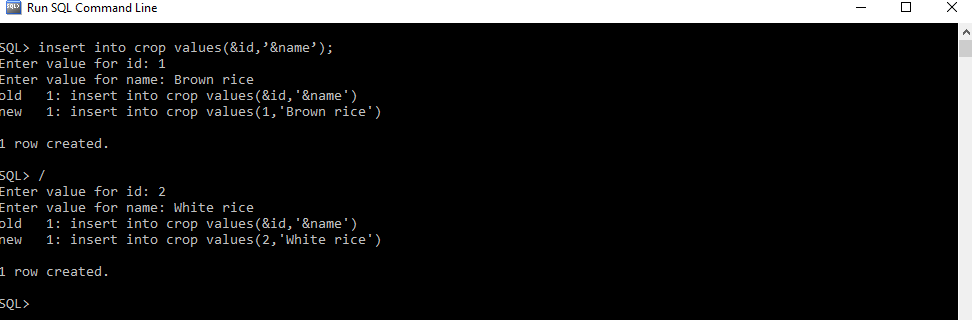 SQL>
Run SQL Command Line
SQL> insert into crop values(&id,’&name’);
Enter value for id: 1
Enter value for name: Brown rice
old   1: insert into crop values(&id,'&name')
new   1: insert into crop values(1,'Brown rice')
1 row created.
SQL> /
Enter value for id: 2
Enter value for name: White rice
old   1: insert into crop values(&id,'&name')
new   1: insert into crop values(2,'White rice')
1 row created.
SQL>